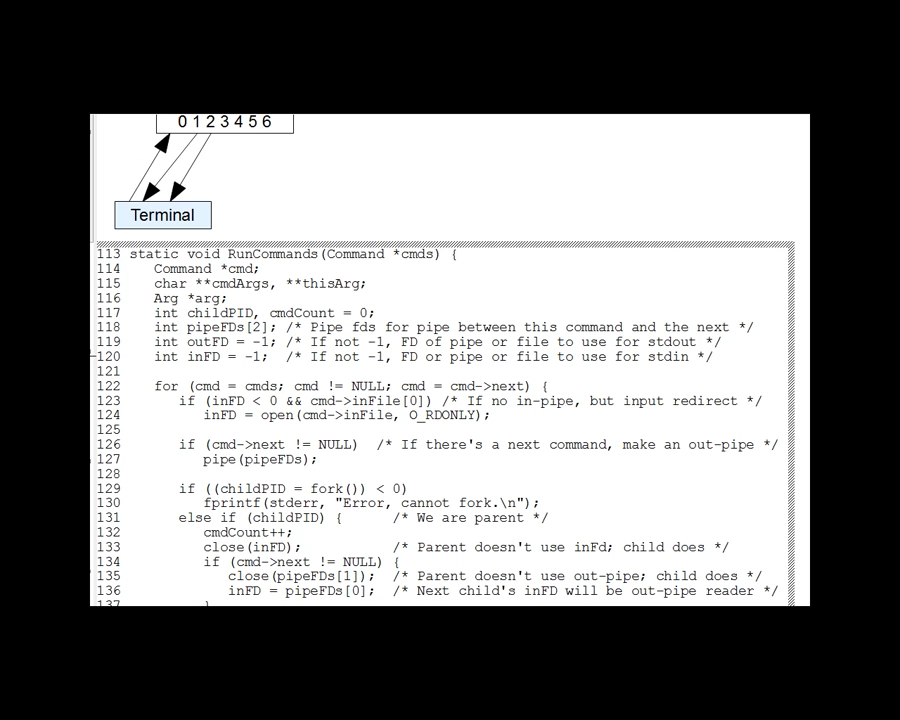 0 1 2 3 4 5 6
Terminal
113 static void RunCommands(Command *cmds) {
114    Command *cmd;
115    char **cmdArgs, **thisArg;
116    Arg *arg;
117    int childPID, cmdCount = 0;
118    int pipeFDs[2]; /* Pipe fds for pipe between this command and the next */
119    int outFD = -1; /* If not -1, FD of pipe or file to use for stdout */
120    int inFD = -1;  /* If not -1, FD or pipe or file to use for stdin */
121
122    for (cmd = cmds; cmd != NULL; cmd = cmd->next) {
123       if (inFD < 0 && cmd->inFile[0]) /* If no in-pipe, but input redirect */
124          inFD = open(cmd->inFile, O_RDONLY);
125
126       if (cmd->next != NULL)  /* If there's a next command, make an out-pipe */
127          pipe(pipeFDs);
128
129       if ((childPID = fork()) < 0)
130          fprintf(stderr, "Error, cannot fork.\n");
131       else if (childPID) {      /* We are parent */
132          cmdCount++;
133          close(inFD);           /* Parent doesn't use inFd; child does */
134          if (cmd->next != NULL) {
135             close(pipeFDs[1]);  /* Parent doesn't use out-pipe; child does */
136             inFD = pipeFDs[0];  /* Next child's inFD will be out-pipe reader */
137          }